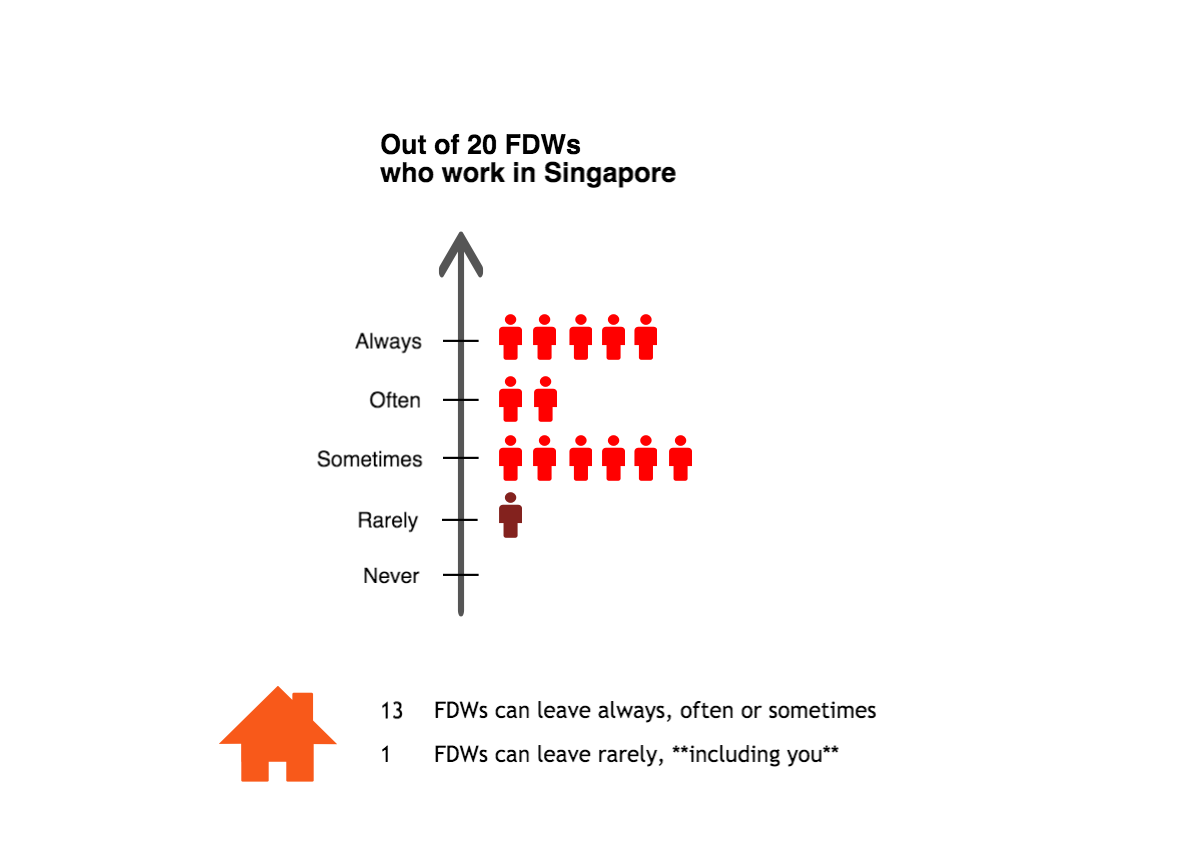 Out of 20 FDWs
who work in Singapore
Always
Often
Sometimes
Rarely
Never
13 FDWs can leave always, often or sometimes
1 FDWs can leave rarely, **including you**